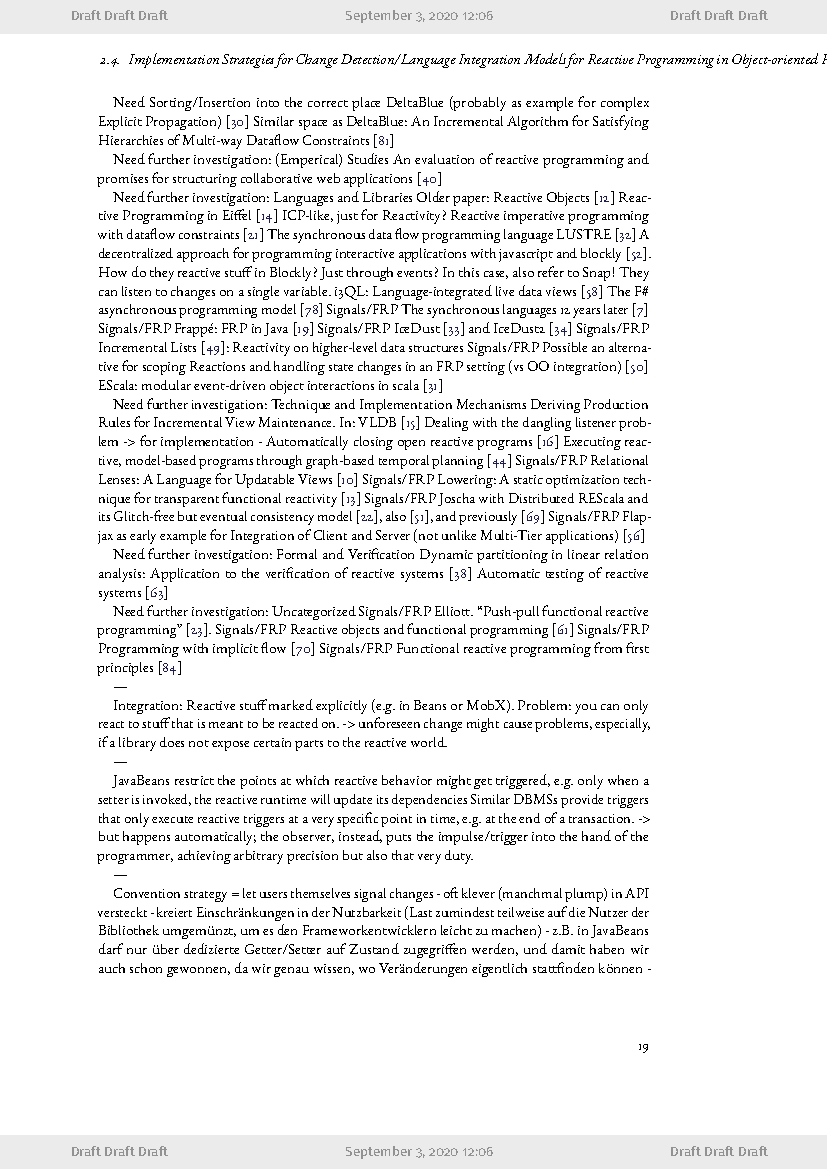 Draft Draft Draft September 3, 2020 12:06 Draft Draft Draft
2.4. Implementation Strategies for Change Detection/Language Integration Models for Reactive Programming in Object-oriented
Need Sorting/Insertion into the correct place DeltaBlue (probably as example for complex
Explicit Propagation) [30] Similar space as DeltaBlue: An Incremental Algorithm for Satisfying
Hierarchies of Multi-way Dataflow Constraints [81]
Need further investigation: (Emperical) Studies An evaluation of reactive programming and
promises for structuring collaborative web applications [40]
Need further investigation: Languages and Libraries Older paper: Reactive Objects [12] Reac-
tive Programming in Eiffel [14] ICP-like, just for Reactivity? Reactive imperative programming
with dataflow constraints [21] The synchronous data flow programming language LUSTRE [32] A
decentralized approach for programming interactive applications with javascript and blockly [52].
How do they reactive stuff in Blockly? Just through events? In this case, also refer to Snap! They
can listen to changes on a single variable. i3QL: Language-integrated live data views [58] The F#
asynchronous programming model [78] Signals/FRP The synchronous languages 12 years later [7]
Signals/FRP Frappé: FRP in Java [19] Signals/FRP IceDust [33] and IceDust2 [34] Signals/FRP
Incremental Lists [49]: Reactivity on higher-level data structures Signals/FRP Possible an alterna-
tive for scoping Reactions and handling state changes in an FRP setting (vs OO integration) [50]
EScala: modular event-driven object interactions in scala [31]
Need further investigation: Technique and Implementation Mechanisms Deriving Production
Rules for Incremental View Maintenance. In: VLDB [15] Dealing with the dangling listener prob-
lem -> for implementation - Automatically closing open reactive programs [16] Executing reac-
tive, model-based programs through graph-based temporal planning [44] Signals/FRP Relational
Lenses: A Language for Updatable Views [10] Signals/FRP Lowering: A static optimization tech-
nique for transparent functional reactivity [13] Signals/FRP Joscha with Distributed REScala and
its Glitch-free but eventual consistency model [22], also [51], and previously [69] Signals/FRP Flap-
jax as early example for Integration of Client and Server (not unlike Multi-Tier applications) [56]
Need further investigation: Formal and Verification Dynamic partitioning in linear relation
analysis: Application to the verification of reactive systems [38] Automatic testing of reactive
systems [63]
Need further investigation: Uncategorized Signals/FRP Elliott. “Push-pull functional reactive
programming” [23]. Signals/FRP Reactive objects and functional programming [61] Signals/FRP
Programming with implicit flow [70] Signals/FRP Functional reactive programming from first
principles [84]
—
Integration: Reactive stuff marked explicitly (e.g. in Beans or MobX). Problem: you can only
react to stuff that is meant to be reacted on. -> unforeseen change might cause problems, especially,
if a library does not expose certain parts to the reactive world.
—
JavaBeans restrict the points at which reactive behavior might get triggered, e.g. only when a
setter is invoked, the reactive runtime will update its dependencies Similar DBMSs provide triggers
that only execute reactive triggers at a very specific point in time, e.g. at the end of a transaction. ->
but happens automatically; the observer, instead, puts the impulse/trigger into the hand of the
programmer, achieving arbitrary precision but also that very duty.
—
Convention strategy = let users themselves signal changes - oft klever (manchmal plump) in API
versteckt - kreiert Einschränkungen in der Nutzbarkeit (Last zumindest teilweise auf die Nutzer der
Bibliothek umgemünzt, um es den Frameworkentwicklern leicht zu machen) - z.B. in JavaBeans
darf nur über dedizierte Getter/Setter auf Zustand zugegriffen werden, und damit haben wir
auch schon gewonnen, da wir genau wissen, wo Veränderungen eigentlich stattfinden können -
19
Draft Draft Draft September 3, 2020 12:06 Draft Draft Draft